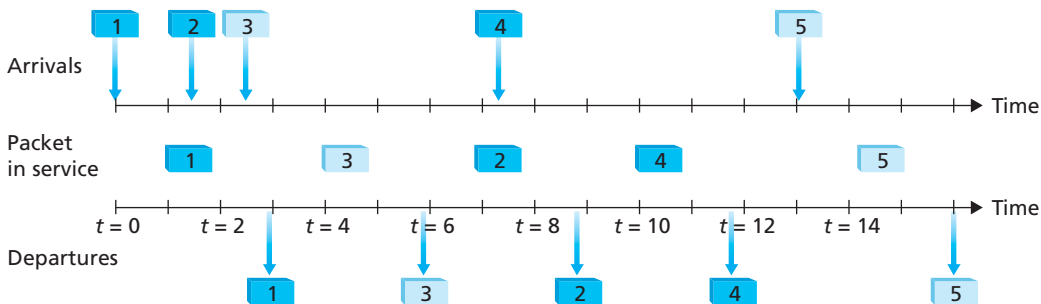 1 2 3 4 5
Arrivals
Time
Packet
in service
1 3 2 4 5
Time
t = 0 t = 2 t = 4 t = 6 t = 8 t = 10 t = 12 t = 14
Departures
1 3 2 4 5